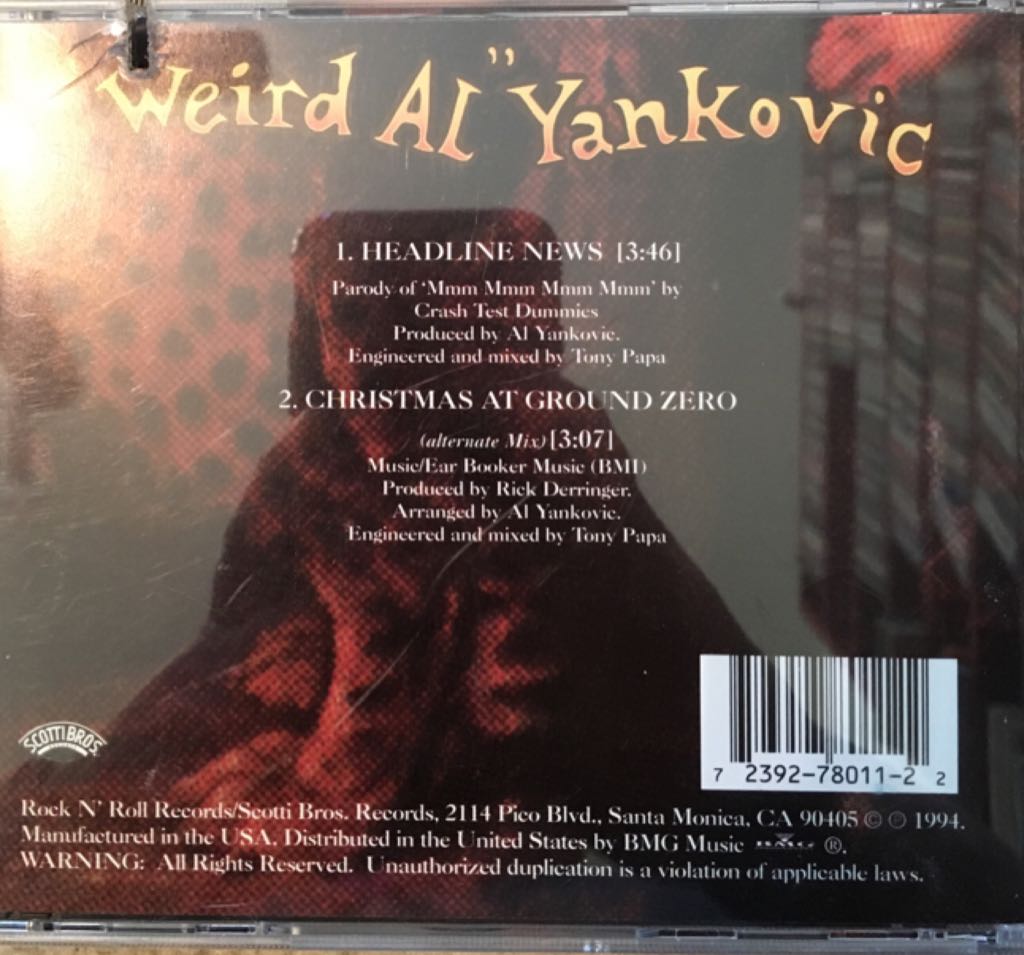 Weird Al" Yankovic
1. HEADLINE NEWS [3:46]
Parody of 'Mmm Mmm Mmm Mmm' by
Crash Test Dummies
Produced by Al Yankovic.
Engineered and mixed by Tony Papa
2. CHRISTMAS AT GROUND ZERO
(alternate Mix) [3:07]
Music/Ear Booker Music (BMI)
Produced by Rick Derringer.
Arranged by Al Yankovic.
Engineered and mixed by Tony Papa
7 2392-78011-2 2
SCOTTI BROS.
Rock N' Roll Records/Scotti Bros. Records, 2114 Pico Blvd., Santa Monica, CA 90405 © ℗ 1994.
Manufactured in the USA. Distributed in the United States by BMG Music BMG ®.
WARNING: All Rights Reserved. Unauthorized duplication is a violation of applicable laws.